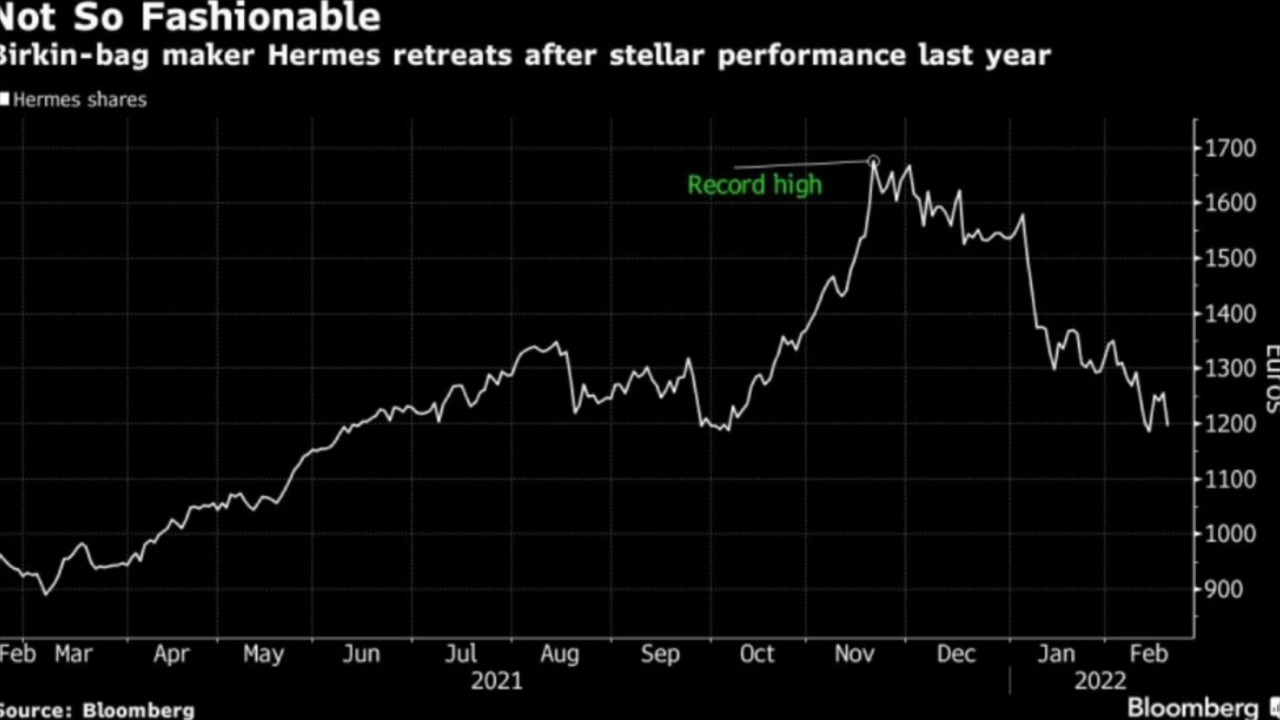 Not So Fashionable
Birkin-bag maker Hermes retreats after stellar performance last year
Hermes shares
Record high
1700
1600
1500
1400
1300
1200
1100
1000
900
Euros
Feb Mar Apr May Jun Jul Aug Sep Oct Nov Dec Jan Feb
2021 2022
Source: Bloomberg
Bloomberg